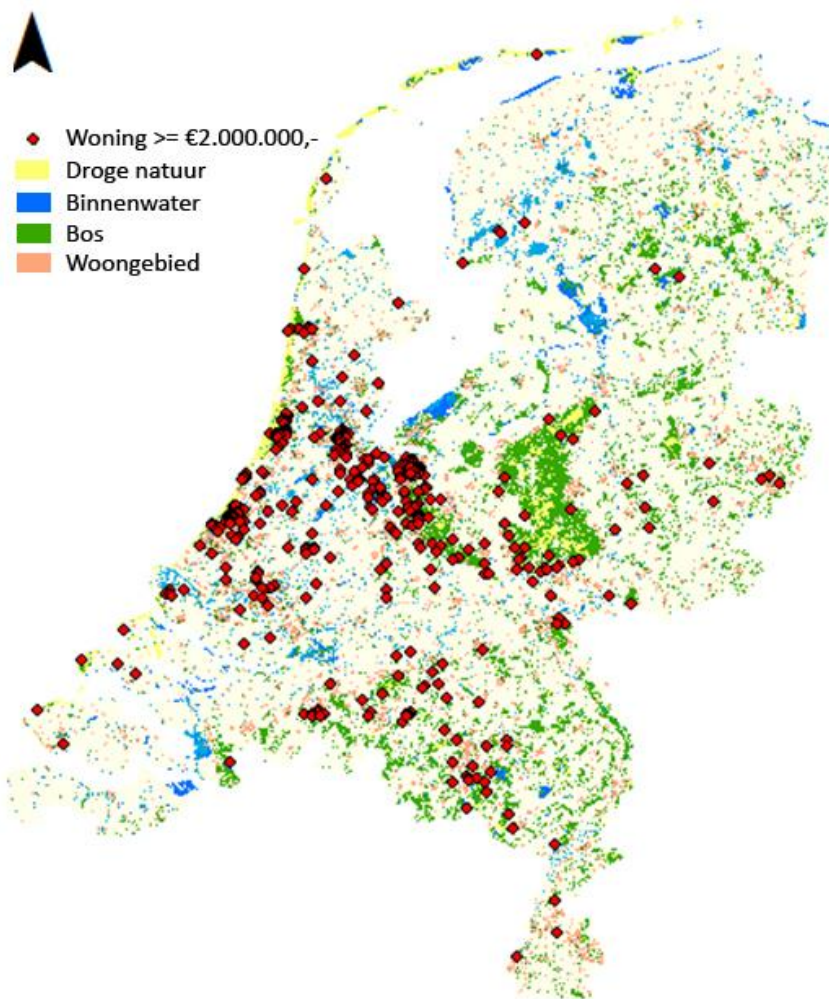 Woning >= €2.000.000,-
Droge natuur
Binnenwater
Bos
Woongebied